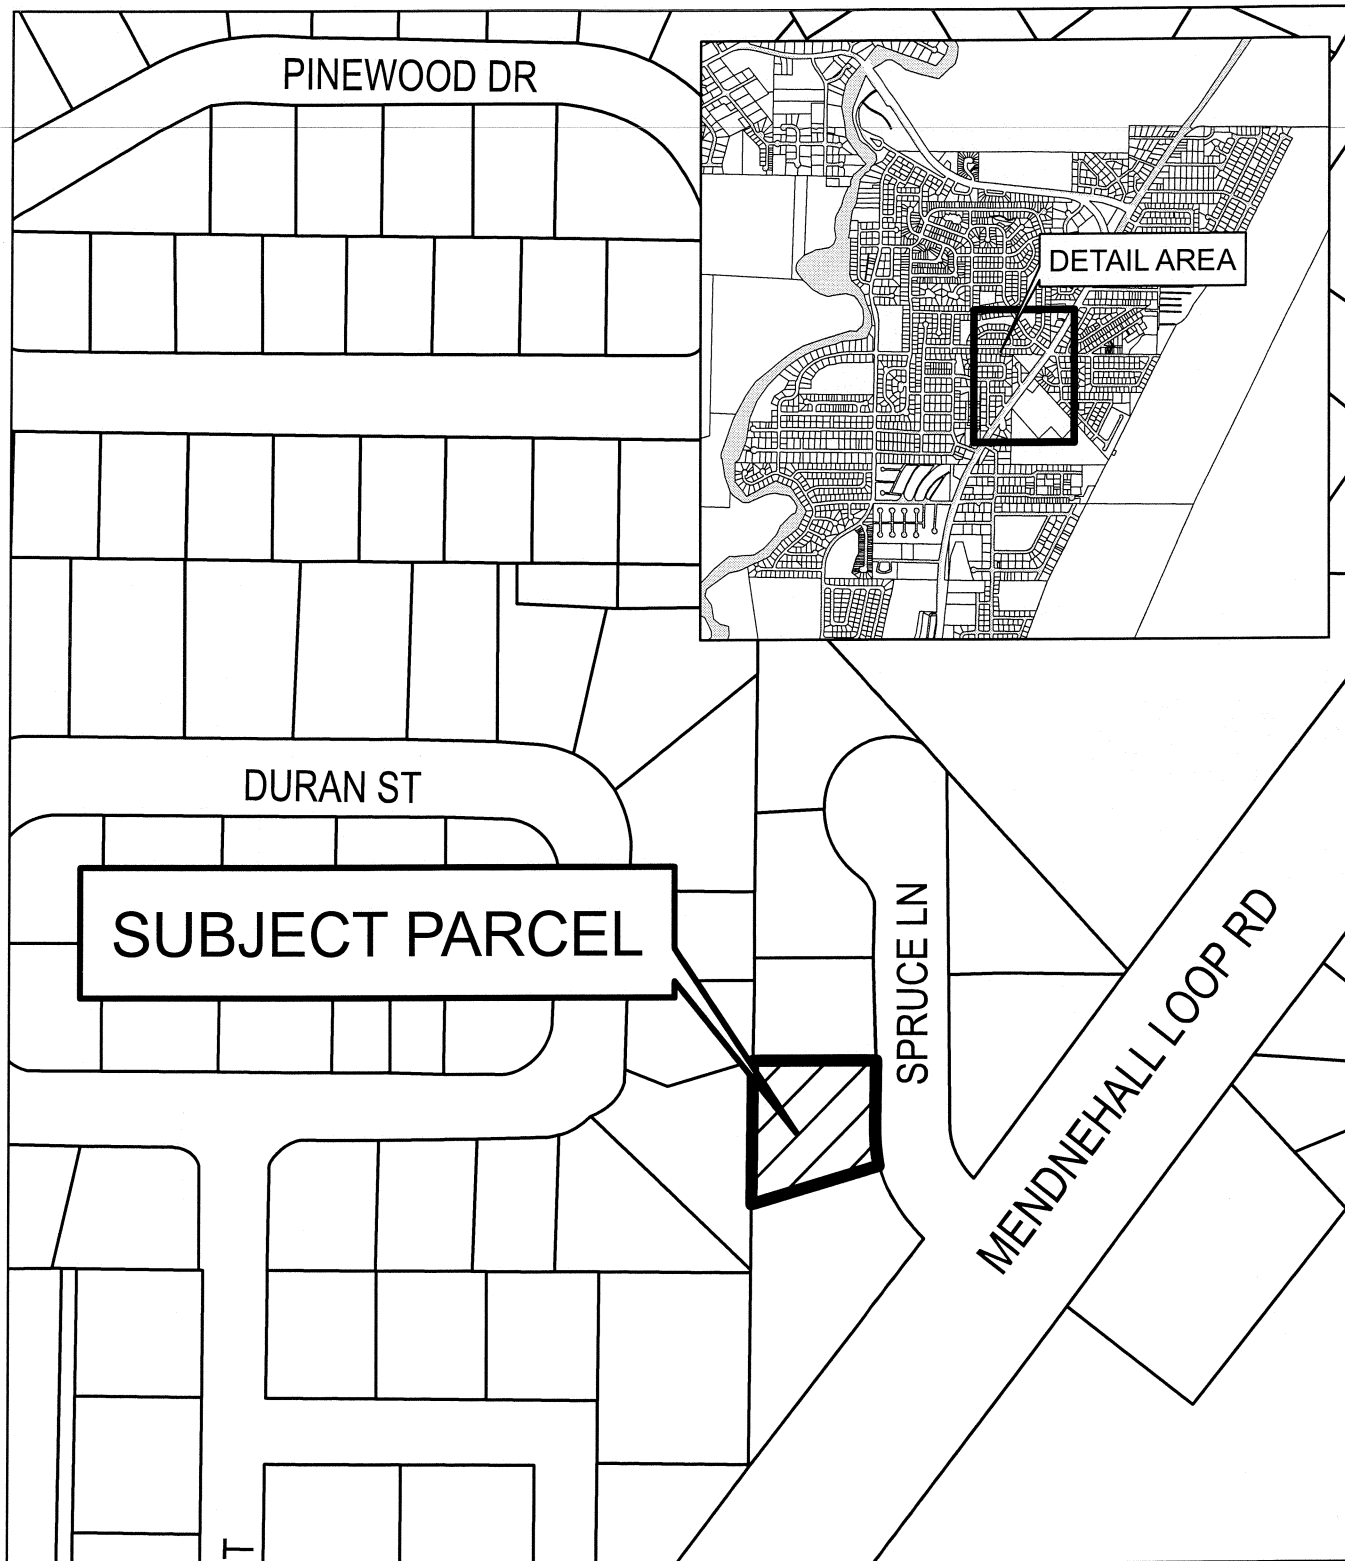 PINEWOOD DR
DETAIL AREA
DURAN ST
SUBJECT PARCEL
SPRUCE LN
MENDNEHALL LOOP RD
T